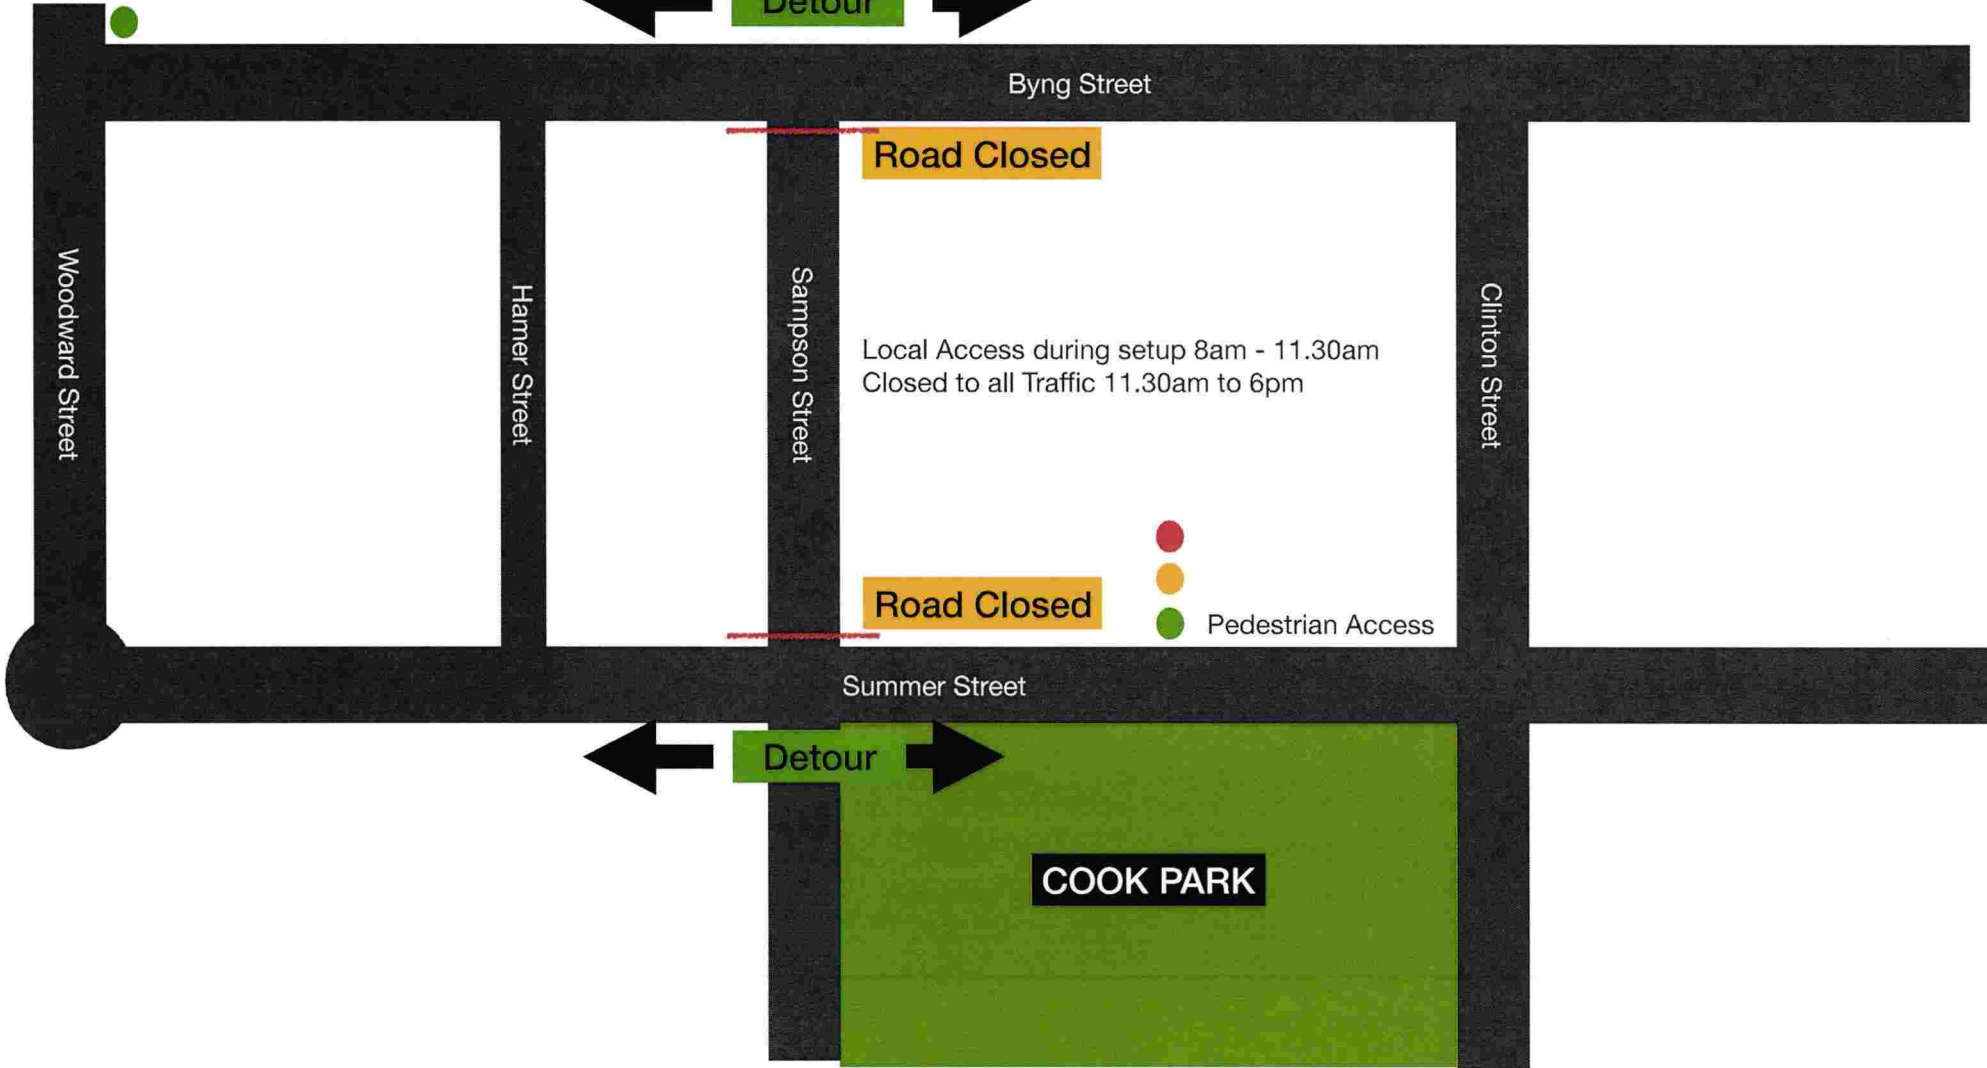 Detour
Byng Street
Road Closed
Woodward Street
Hamer Street
Sampson Street
Clinton Street
Local Access during setup 8am - 11.30am
Closed to all Traffic 11.30am to 6pm
Road Closed
Pedestrian Access
Summer Street
Detour
COOK PARK